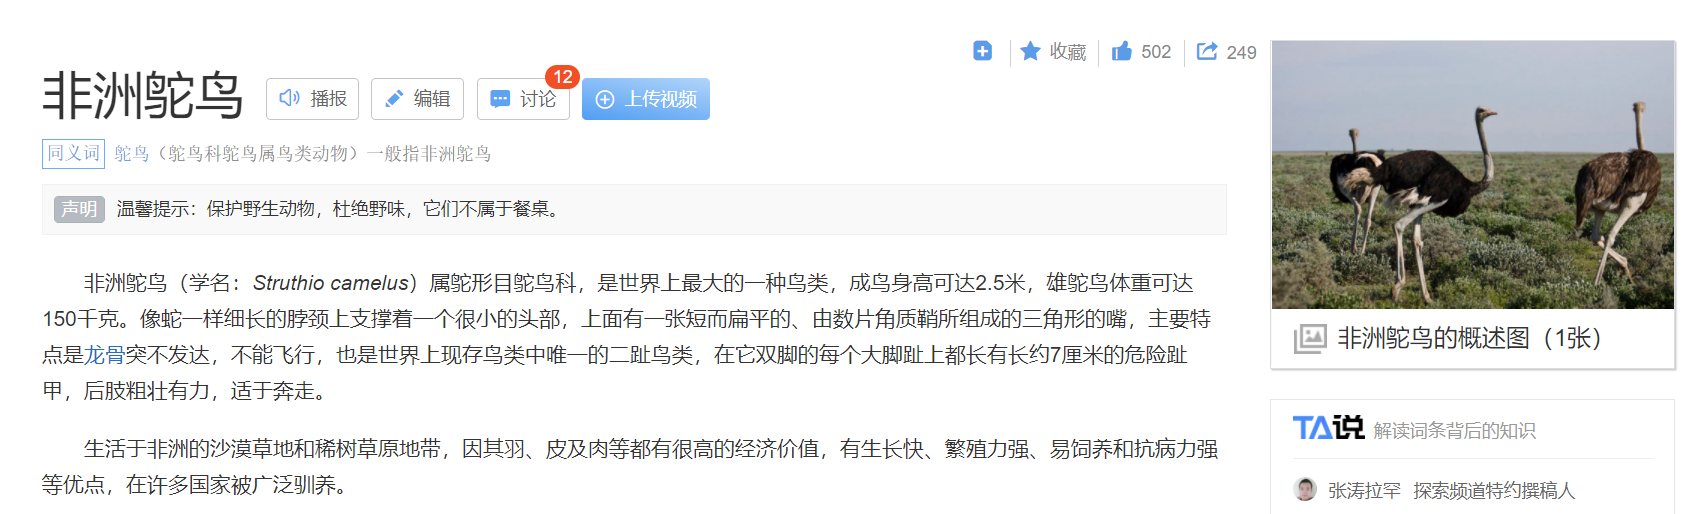 收藏 502 249
非洲鸵鸟 播报 编辑 讨论 12 上传视频
同义词 鸵鸟（鸵鸟科鸵鸟属鸟类动物）一般指非洲鸵鸟
声明 温馨提示：保护野生动物，杜绝野味，它们不属于餐桌。
非洲鸵鸟（学名：Struthio camelus）属鸵形目鸵鸟科，是世界上最大的一种鸟类，成鸟身高可达2.5米，雄鸵鸟体重可达
150千克。像蛇一样细长的脖颈上支撑着一个很小的头部，上面有一张短而扁平的、由数片角质鞘所组成的三角形的嘴，主要特
点是龙骨突不发达，不能飞行，也是世界上现存鸟类中唯一的二趾鸟类，在它双脚的每个大脚趾上都长有长约7厘米的危险趾
甲，后肢粗壮有力，适于奔走。
生活于非洲的沙漠草地和稀树草原地带，因其羽、皮及肉等都有很高的经济价值，有生长快、繁殖力强、易饲养和抗病力强
等优点，在许多国家被广泛驯养。
非洲鸵鸟的概述图（1张）
TA说 解读词条背后的知识
张涛拉罕 探索频道特约撰稿人